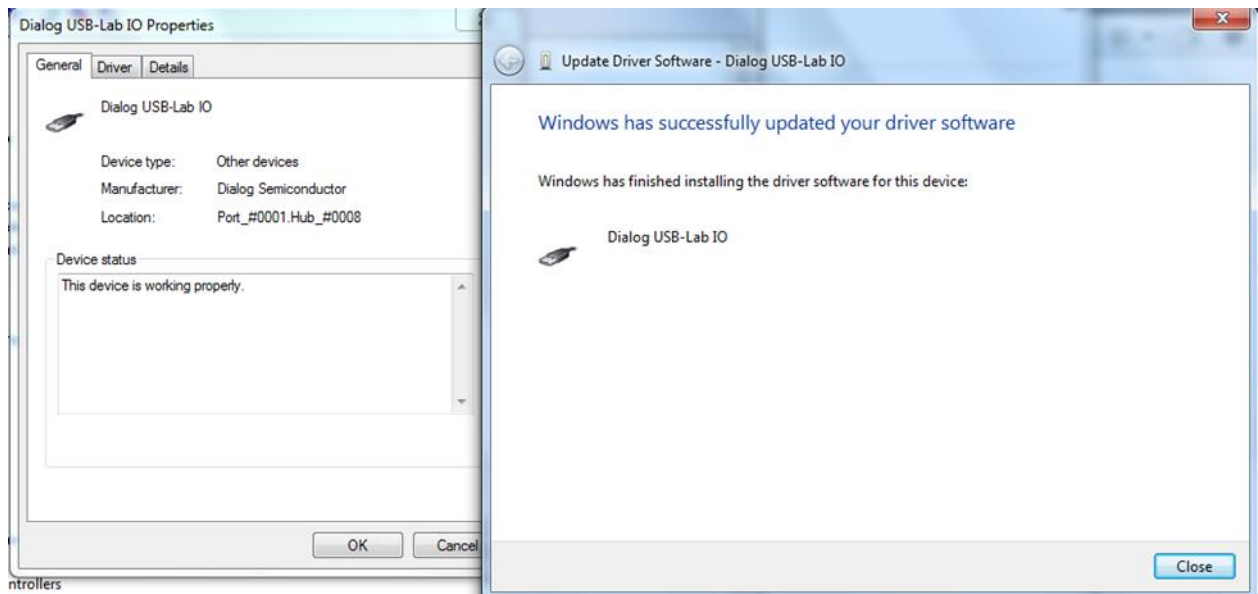 Dialog USB-Lab IO Properties
General Driver Details
Dialog USB-Lab IO
Device type: Other devices
Manufacturer: Dialog Semiconductor
Location: Port_#0001.Hub_#0008
Device status
This device is working properly.
OK Cancel
ntrollers
Update Driver Software - Dialog USB-Lab IO
Windows has successfully updated your driver software
Windows has finished installing the driver software for this device:
Dialog USB-Lab IO
Close